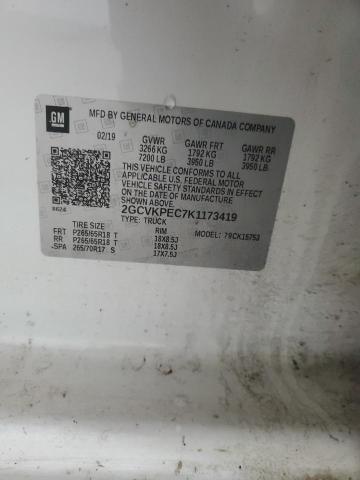 GM
MFD BY GENERAL MOTORS OF CANADA COMPANY
02/19 GVWR GAWR FRT GAWR RR
3266 KG 1792 KG 1792 KG
7200 LB 3950 LB 3950 LB
THIS VEHICLE CONFORMS TO ALL
APPLICABLE U.S. FEDERAL MOTOR
VEHICLE SAFETY STANDARDS IN EFFECT
ON THE DATE OF MANUFACTURE
SHOWN ABOVE.
2GCVKPEC7K1173419
TYPE: TRUCK
TIRE SIZE RIM 79CK1575J
FRT P265/65R18 T 18X8.5J
RR P265/65R18 T 18X8.5J
SPA 265/70R17 S 17X7.5J